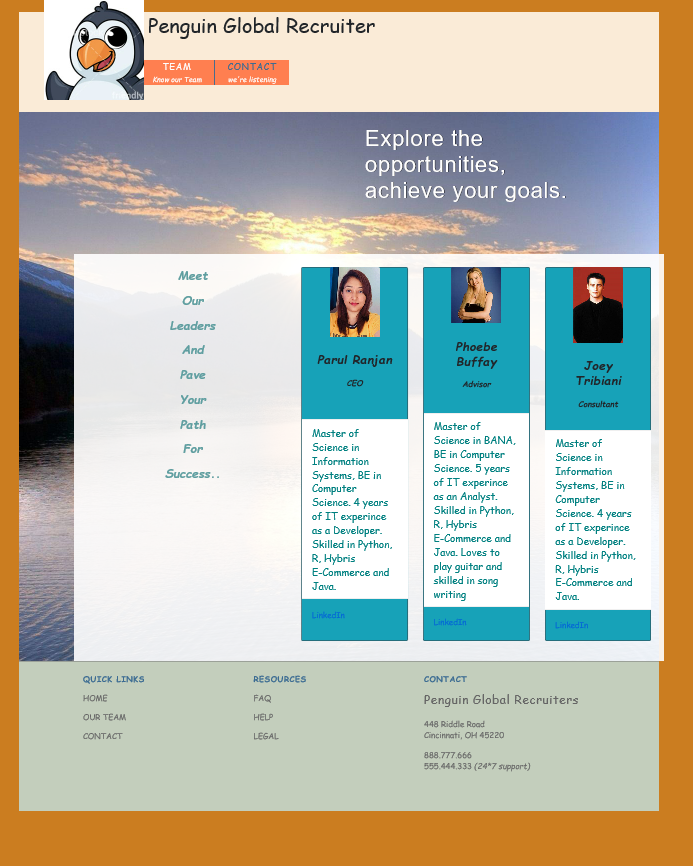 Penguin Global Recruiter
TEAM
Know our Team
CONTACT
we're listening
Explore the
opportunities,
achieve your goals.
Meet
Our
Leaders
And
Pave
Your
Path
For
Success..
Parul Ranjan
CEO
Master of
Science in
Information
Systems, BE in
Computer
Science. 4 years
of IT experince
as a Developer.
Skilled in Python,
R, Hybris
E-Commerce and
Java.
LinkedIn
Phoebe
Buffay
Advisor
Master of
Science in BANA,
BE in Computer
Science. 5 years
of IT experince
as an Analyst.
Skilled in Python,
R, Hybris
E-Commerce and
Java. Loves to
play guitar and
skilled in song
writing
LinkedIn
Joey
Tribiani
Consultant
Master of
Science in
Information
Systems, BE in
Computer
Science. 4 years
of IT experince
as a Developer.
Skilled in Python,
R, Hybris
E-Commerce and
Java.
LinkedIn
QUICK LINKS
HOME
OUR TEAM
CONTACT
RESOURCES
FAQ
HELP
LEGAL
CONTACT
Penguin Global Recruiters
448 Riddle Road
Cincinnati, OH 45220
888.777.666
555.444.333 (24*7 support)